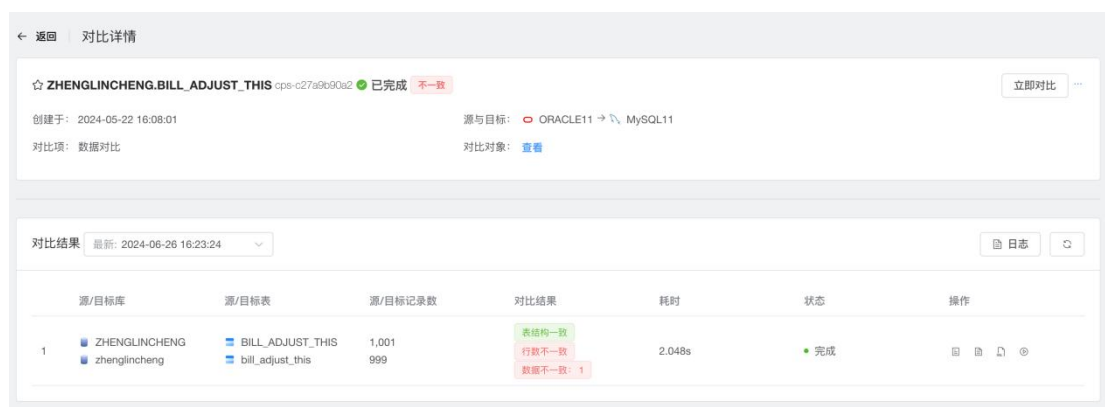 ← 返回 对比详情
ZHENGLINCHENG.BILL_ADJUST_THIS cps-c27a9b90a2 已完成 不一致
立即对比 ...
创建于: 2024-05-22 16:08:01 源与目标: ORACLE11 → MySQL11
对比项: 数据对比 对比对象: 查看
对比结果 最新: 2024-06-26 16:23:24 日志
源/目标库 源/目标表 源/目标记录数 对比结果 耗时 状态 操作
1 ZHENGLINCHENG BILL_ADJUST_THIS 1,001 表结构一致 2.048s 完成
zhenglincheng bill_adjust_this 999 行数不一致
数据不一致: 1